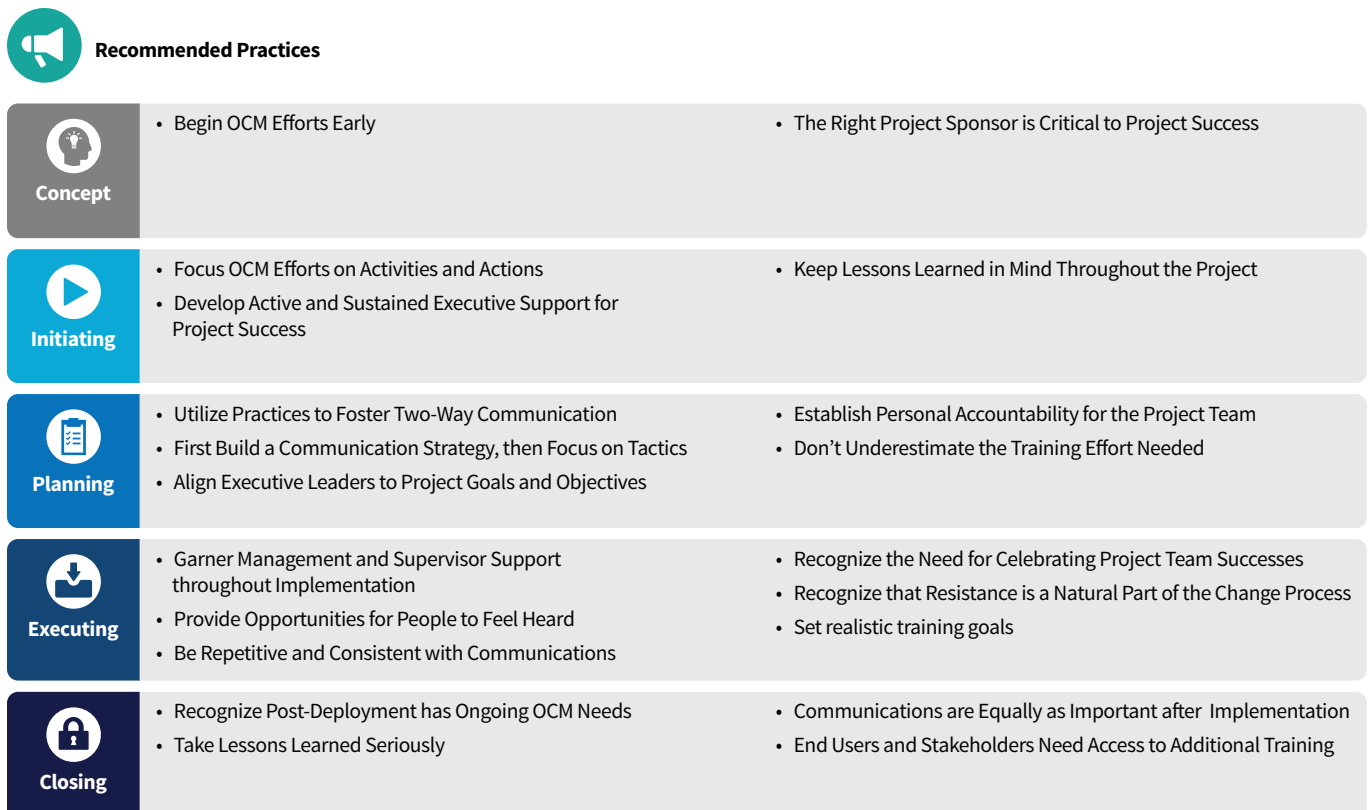 Recommended Practices
Concept
• Begin OCM Efforts Early
• The Right Project Sponsor is Critical to Project Success
Initiating
• Focus OCM Efforts on Activities and Actions
• Develop Active and Sustained Executive Support for
Project Success
• Keep Lessons Learned in Mind Throughout the Project
Planning
• Utilize Practices to Foster Two-Way Communication
• First Build a Communication Strategy, then Focus on Tactics
• Align Executive Leaders to Project Goals and Objectives
• Establish Personal Accountability for the Project Team
• Don’t Underestimate the Training Effort Needed
Executing
• Garner Management and Supervisor Support
throughout Implementation
• Provide Opportunities for People to Feel Heard
• Be Repetitive and Consistent with Communications
• Recognize the Need for Celebrating Project Team Successes
• Recognize that Resistance is a Natural Part of the Change Process
• Set realistic training goals
Closing
• Recognize Post-Deployment has Ongoing OCM Needs
• Take Lessons Learned Seriously
• Communications are Equally as Important after Implementation
• End Users and Stakeholders Need Access to Additional Training